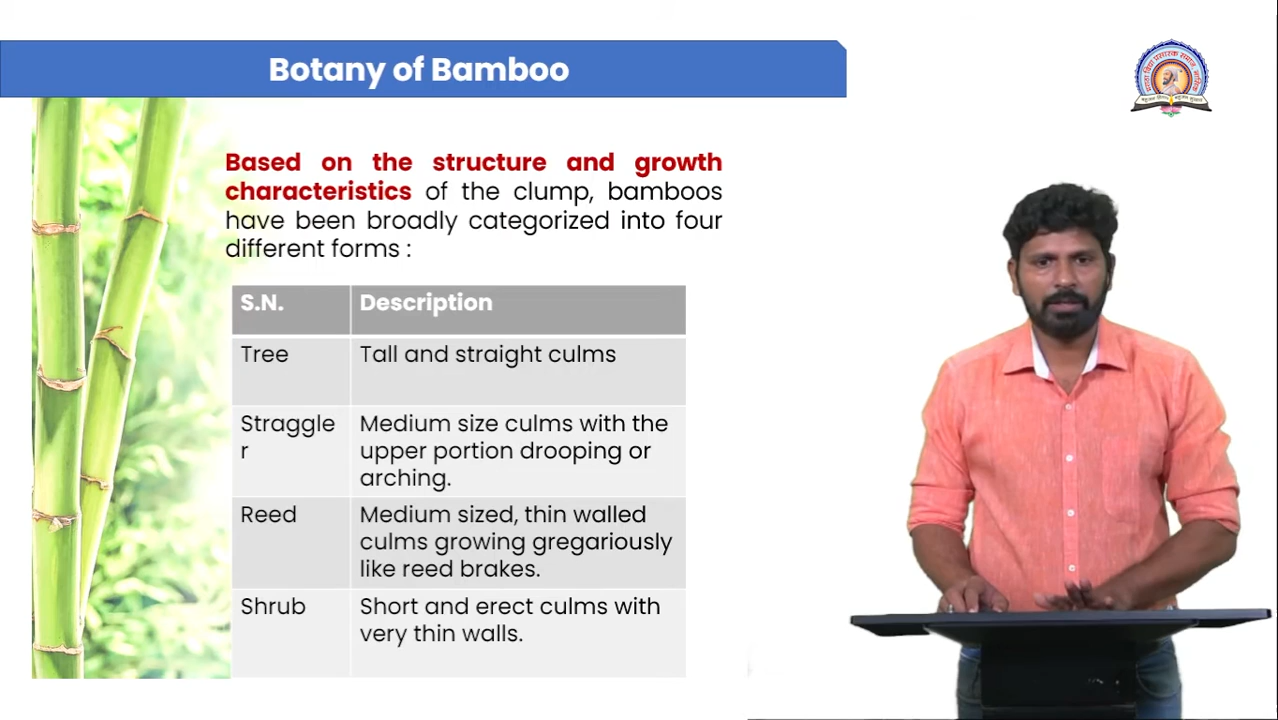 Botany of Bamboo
Based on the structure and growth
characteristics of the clump, bamboos
have been broadly categorized into four
different forms :
S.N. Description
Tree Tall and straight culms
Straggle Medium size culms with the
r upper portion drooping or
arching.
Reed Medium sized, thin walled
culms growing gregariously
like reed brakes.
Shrub Short and erect culms with
very thin walls.